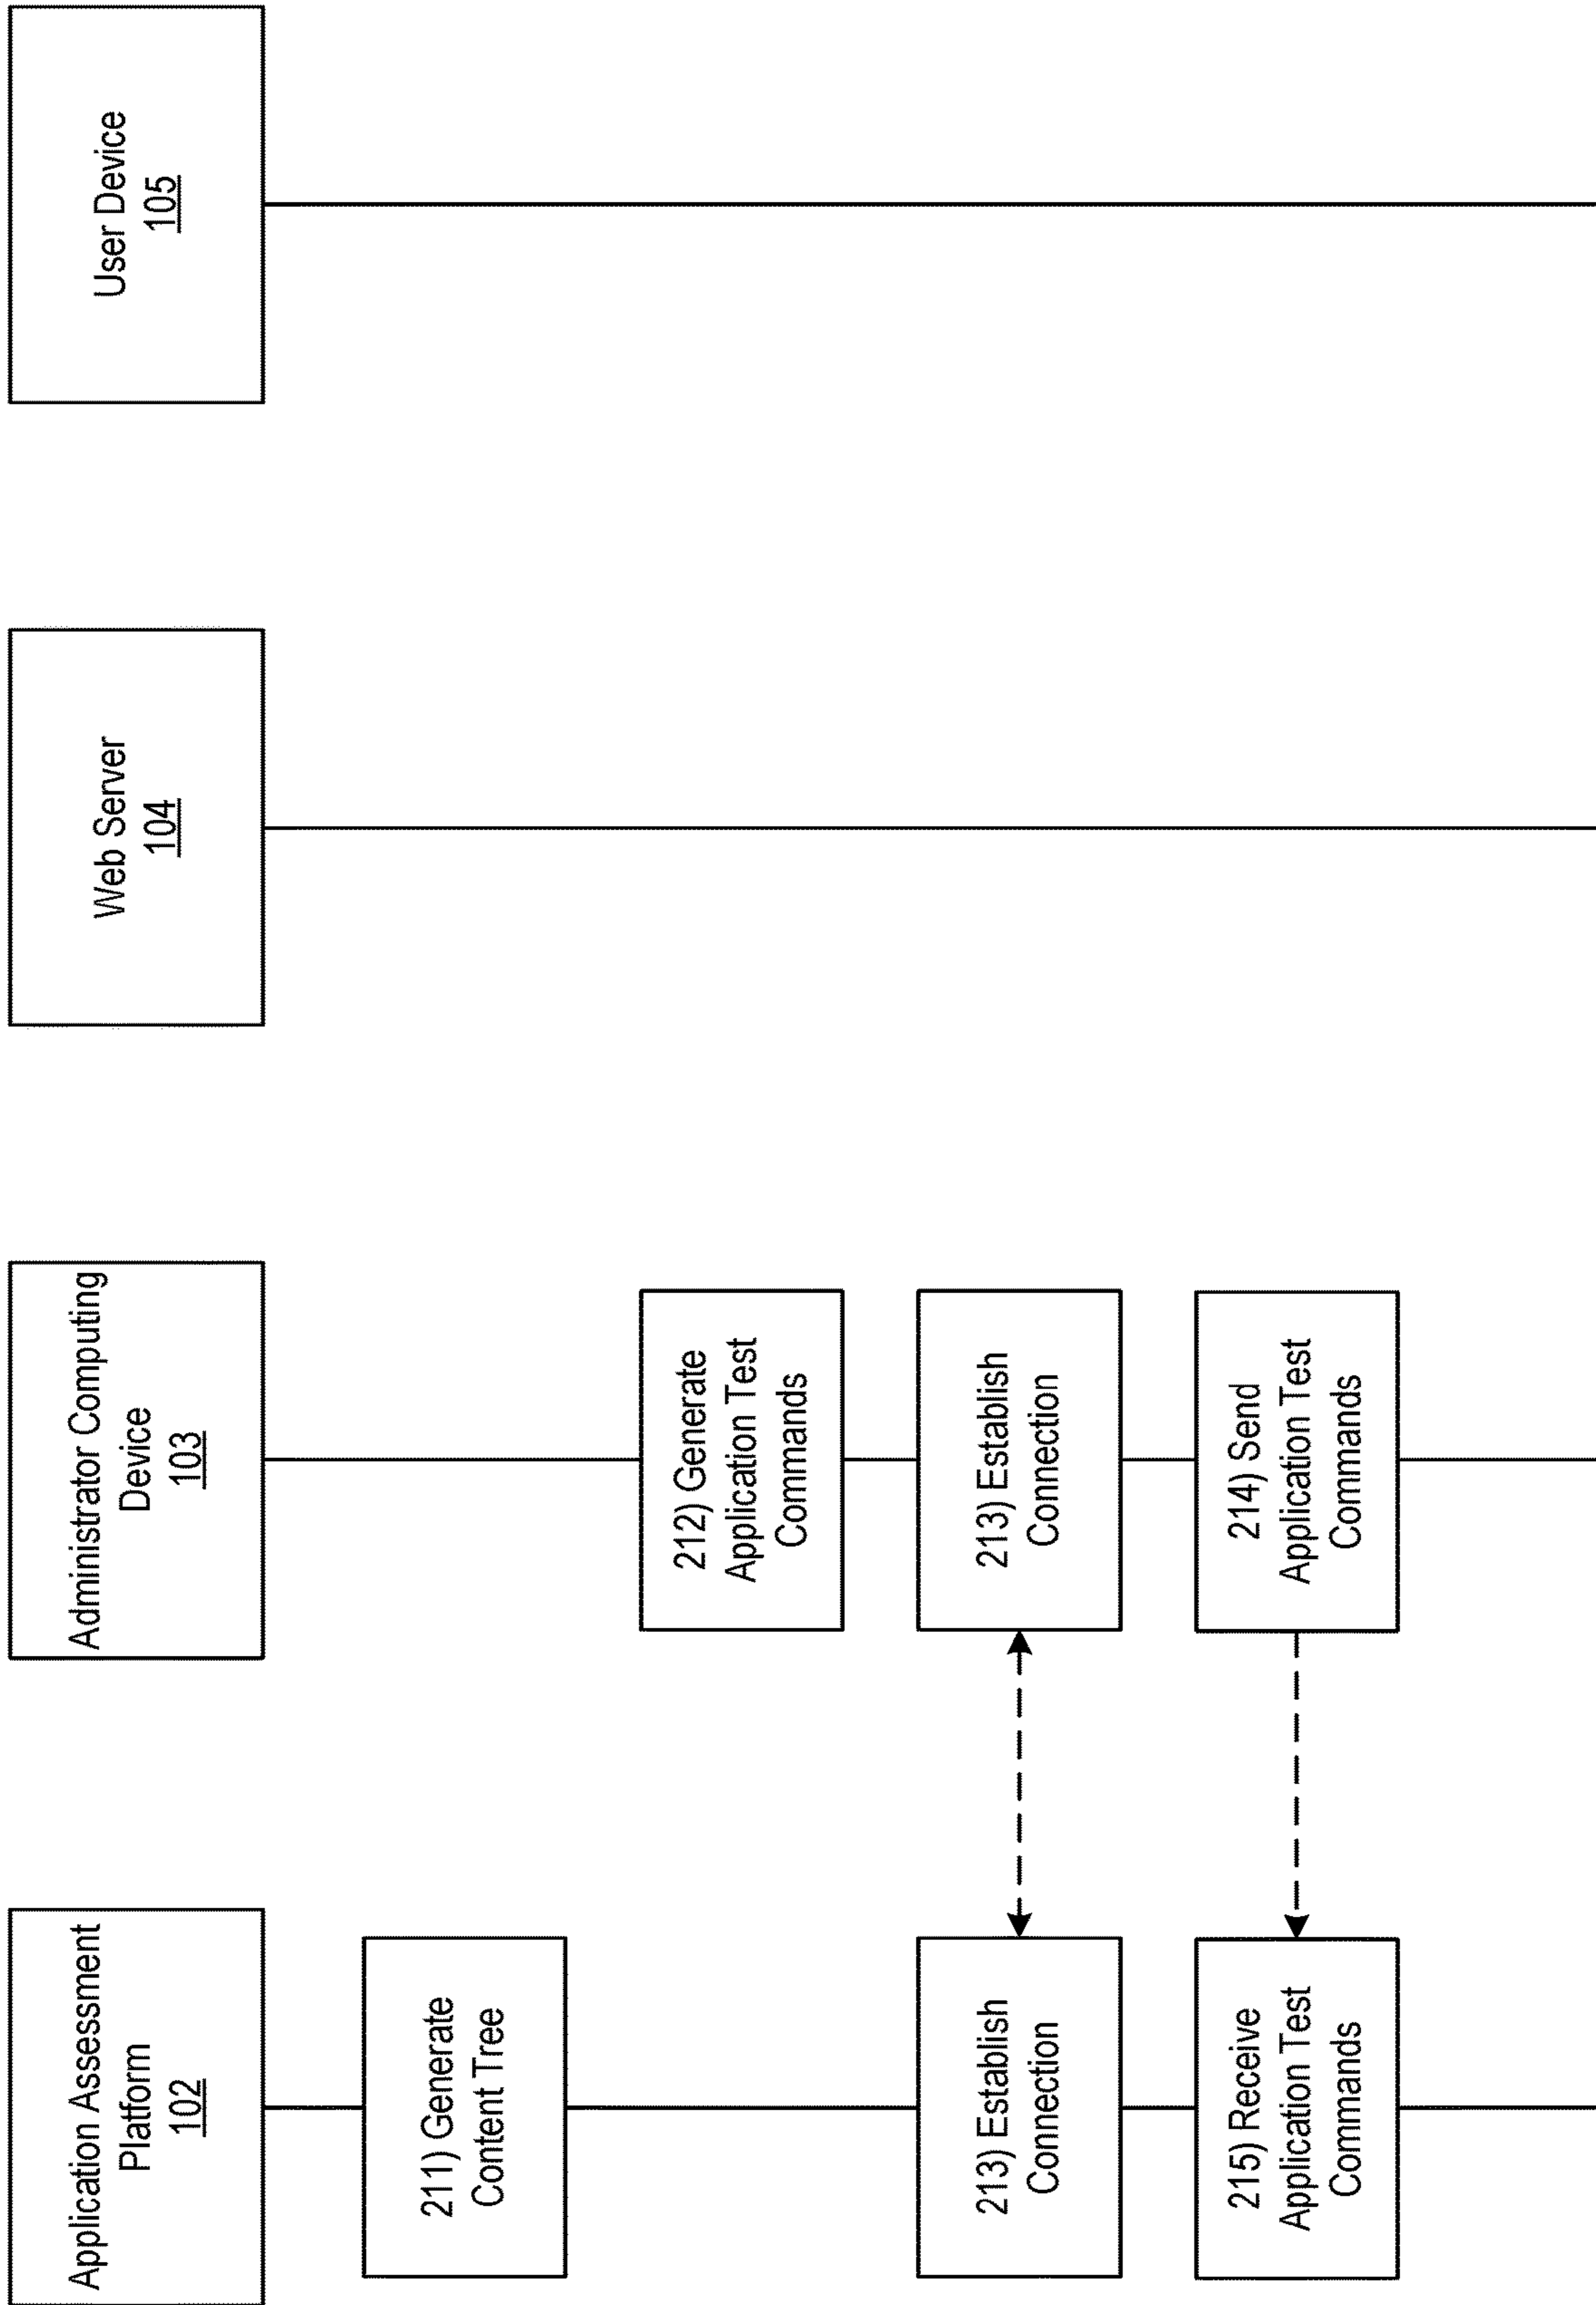 Application Assessment
Platform
102
Administrator Computing
Device
103
Web Server
104
User Device
105
211) Generate
Content Tree
212) Generate
Application Test
Commands
213) Establish
Connection
213) Establish
Connection
215) Receive
Application Test
Commands
214) Send
Application Test
Commands